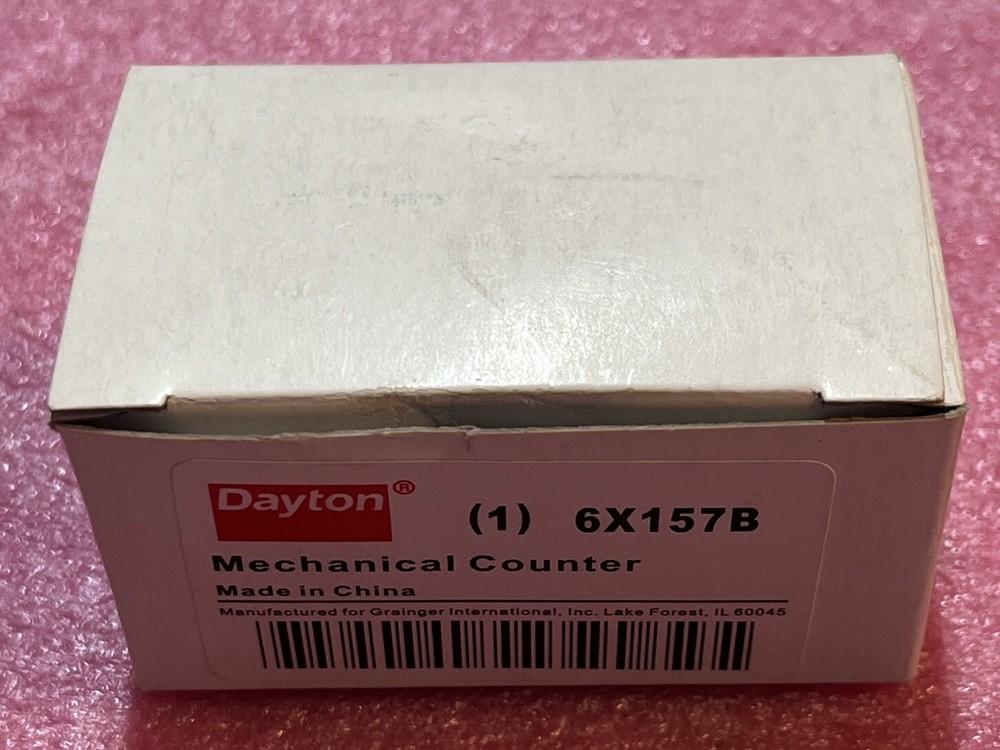 Dayton®
(1) 6X157B
Mechanical Counter
Made in China
Manufactured for Grainger International, Inc. Lake Forest, IL 60045